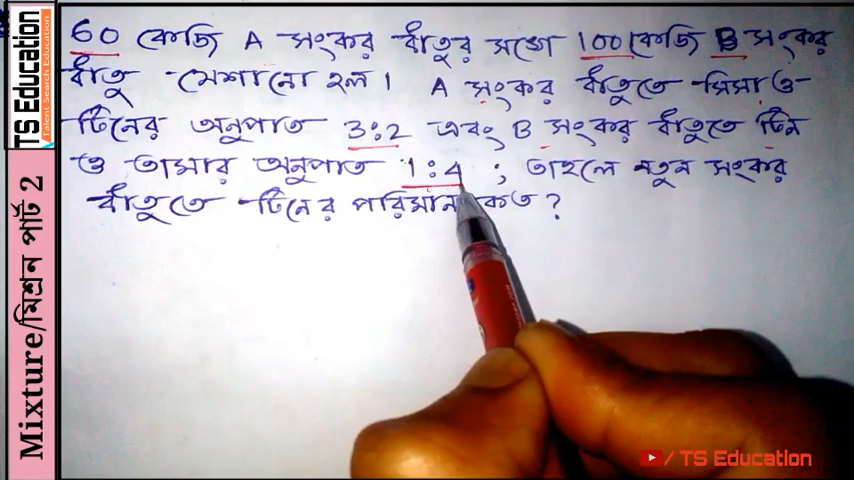 60 কেজি A সংকর ধাঁতুর সঙ্গে 100 কেজি B সংকর
ধাঁতু মেশানো হল। A সংকর ধাঁতুতে সিসা ও
টিনের অনুপাত 3:2 এবং B সংকর ধাঁতুতে টিন
ও তামার অনুপাত 1:4 ; তাহলে নতুন সংকর
ধাঁতুতে টিনের পরিমান কত?
Mixture/মিশ্রন পার্ট 2
TS Education
Talent Search Education
/ TS Education